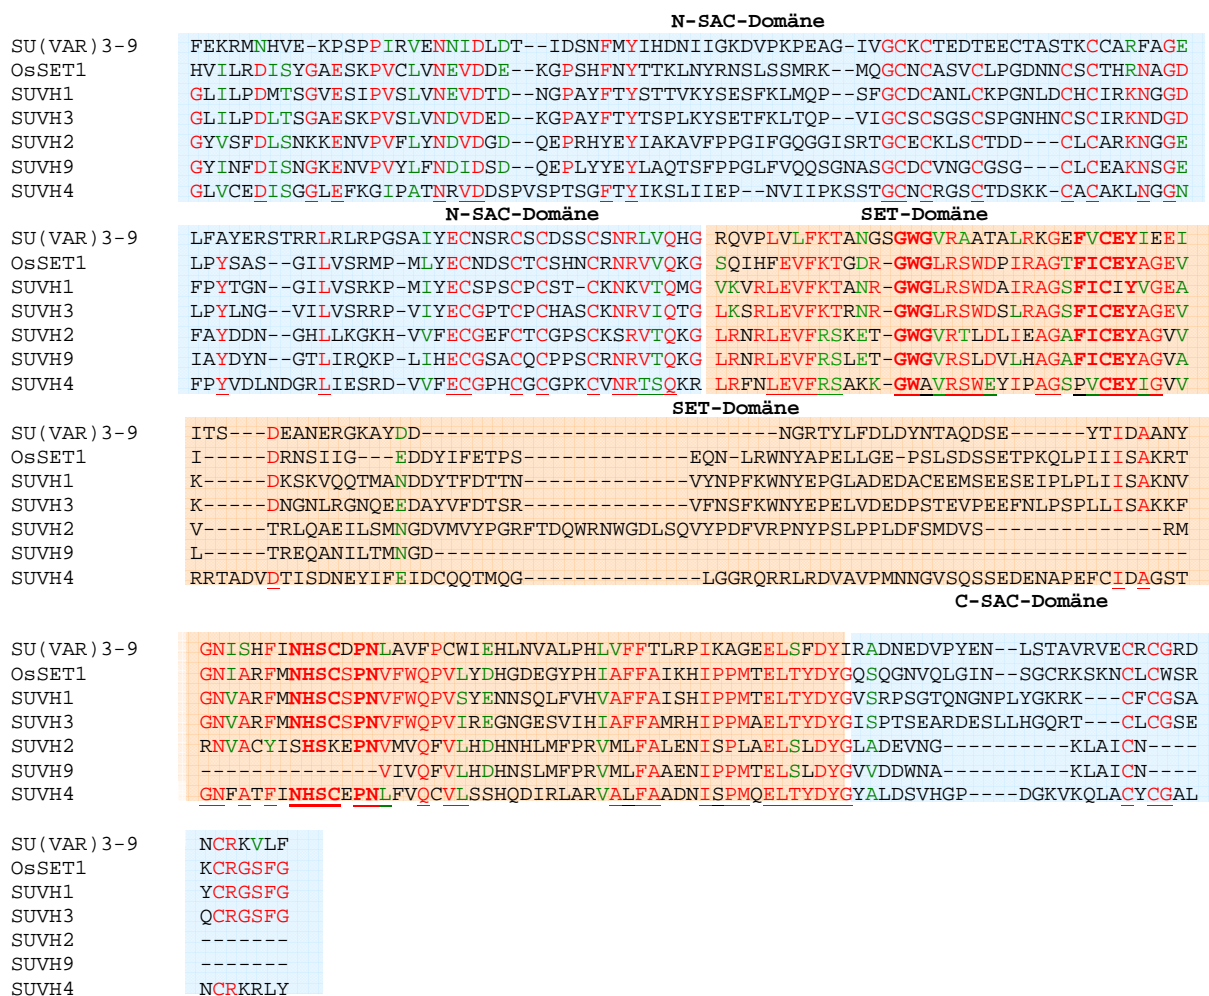 N-SAC-Domäne
SU(VAR)3-9 FEKRMNHVE-KPSPPIRVENNIDLDT--IDSNFMYIHDNIIGKDVPKPEAG-IVGCKCTEDTEECTASTKCCARFAGE
OsSET1 HVILRDISYGAESKPVCLVNEVDDE--KGPSHFNYTTKLNYRNSLSSMRK--MQGCNCASVCLPGDNNCSCTHRNAGD
SUVH1 GLILPDMTSGVESIPVSLVNEVDTD--NGPAYFTYSTTVKYSESFKLMQP--SFGCDCANLCKPGNLDCHCIRKNGGD
SUVH3 GLILPDLTSGAESKPVSLVNDVDED--KGPAYFTYTSPLKYSETFKLTQP--VIGCSCSGSCSPGNHNCSCIRKNDGD
SUVH2 GYVSFDLSNKKENVPVFLYNDVDGD--QEPRHYEYIAKAVFPPGIFGQGGISRTGCECKLSCTDD---CLCARKNGGE
SUVH9 GYINFDISNGKENVPVYLFNDIDSD--QEPLYYEYLAQTSFPPGLFVQQSGNASGCDCVNGCGSG---CLCEAKNSGE
SUVH4 GLVCEDISGGLEFKGIPATNRVDDSPVSPTSGFTYIKSLIIEP--NVIIPKSSTGCNCRGSCTDSKK-CACAKLNGGN
N-SAC-Domäne SET-Domäne
SU(VAR)3-9 LFAYERSTRRLRLRPGSAIYECNSRCSCDSSCSNRLVQHG RQVPLVLFKTANGSGWGVRAATALRKGEFVCEYIEEI
OsSET1 LPYSAS--GILVSRMP-MLYECNDSCTCSHNCRNRVVQKG SQIHFEVFKTGDR-GWGLRSWDPIRAGTFICEYAGEV
SUVH1 FPYTGN--GILVSRKP-MIYECSPSCPCST-CKNKVTQMG VKVRLEVFKTANR-GWGLRSWDAIRAGSFICIYVGEA
SUVH3 LPYLNG--VILVSRRP-VIYECGPTCPCHASCKNRVIQTG LKSRLEVFKTRNR-GWGLRSWDSLRAGSFICEYAGEV
SUVH2 FAYDDN--GHLLKGKH-VVFECGEFCTCGPSCKSRVTQKG LRNRLEVFRSKET-GWGVRTLDLIEAGAFICEYAGVV
SUVH9 IAYDYN--GTLIRQKP-LIHECGSACQCPPSCRNRVTQKG LRNRLEVFRSLET-GWGVRSLDVLHAGAFICEYAGVA
SUVH4 FPYVDLNDGRLIESRD-VVFECGPHCGCGPKCVNRTSQKR LRFNLEVFRSAKK-GWAVRSWEYIPAGSPVCEYIGVV
SET-Domäne
SU(VAR)3-9 ITS---DEANERGKAYDD-----------------------------NGRTYLFDLDYNTAQDSE------YTIDAANY
OsSET1 I-----DRNSIIG---EDDYIFETPS-------------EQN-LRWNYAPELLGE-PSLSDSSETPKQLPIIISAKRT
SUVH1 K-----DKSKVQQTMANDDYTFDTTN-------------VYNPFKWNYEPGLADEDACEEMSEESEIPLPLIISAKNV
SUVH3 K-----DNGNLRGNQEEDAYVFDTSR-------------VFNSFKWNYEPELVDEDPSTEVPEEFNLPSPLLISAKKF
SUVH2 V-----TRLQAEILSMNGDVMVYPGRFTDQWRNWGDLSQVYPDFVRPNYPSLPPLDFSMDVS---------------RM
SUVH9 L-----TREQANILTMNGD------------------------------------------------------------
SUVH4 RRTADVDTISDNEYIFEIDCQQTMQG--------------LGGRQRRLRDVAVPMNNGVSQSSEDENAPEFCIDAGST
C-SAC-Domäne
SU(VAR)3-9 GNISHFINHSCDPNLAVFPCWIEHLNVALPHLVFFTLRPIKAGEELSFDYIRADNEDVPYEN--LSTAVRVECRCGRD
OsSET1 GNIARFMNHSCSPNVFWQPVLYDHGDEGYPHIAFFAIKHIPPMTELTYDYGQSQGNVQLGIN--SGCRKSKNCLCWSR
SUVH1 GNVARFMNHSCSPNVFWQPVSYENNSQLFVHVAFFAISHIPPMTELTYDYGVSRPSGTQNGNPLYGKRK---CFCGSA
SUVH3 GNVARFMNHSCSPNVFWQPVIREGNGESVIHIAFFAMRHIPPMAELTYDYGISPTSEARDESLLHGQRT---CLCGSE
SUVH2 RNVACYISHSKEPNVMVQFVLHDHNHLMFPRVMLFALENISPLAELSLDYGLADEVNG----------KLAICN----
SUVH9 ---------------VIVQFVLHDHNSLMFPRVMLFAAENIPPMTELSLDYGVVDDWNA----------KLAICN----
SUVH4 GNFATFINHSCEPNLFVQCVLSSHQDIRLARVALFAADNISPMQELTYDYGYALDSVHGP---DGKVKQLACYCGAL
SU(VAR)3-9 NCRKVLF
OsSET1 KCRGSFG
SUVH1 YCRGSFG
SUVH3 QCRGSFG
SUVH2 -------
SUVH9 -------
SUVH4 NCRKRLY